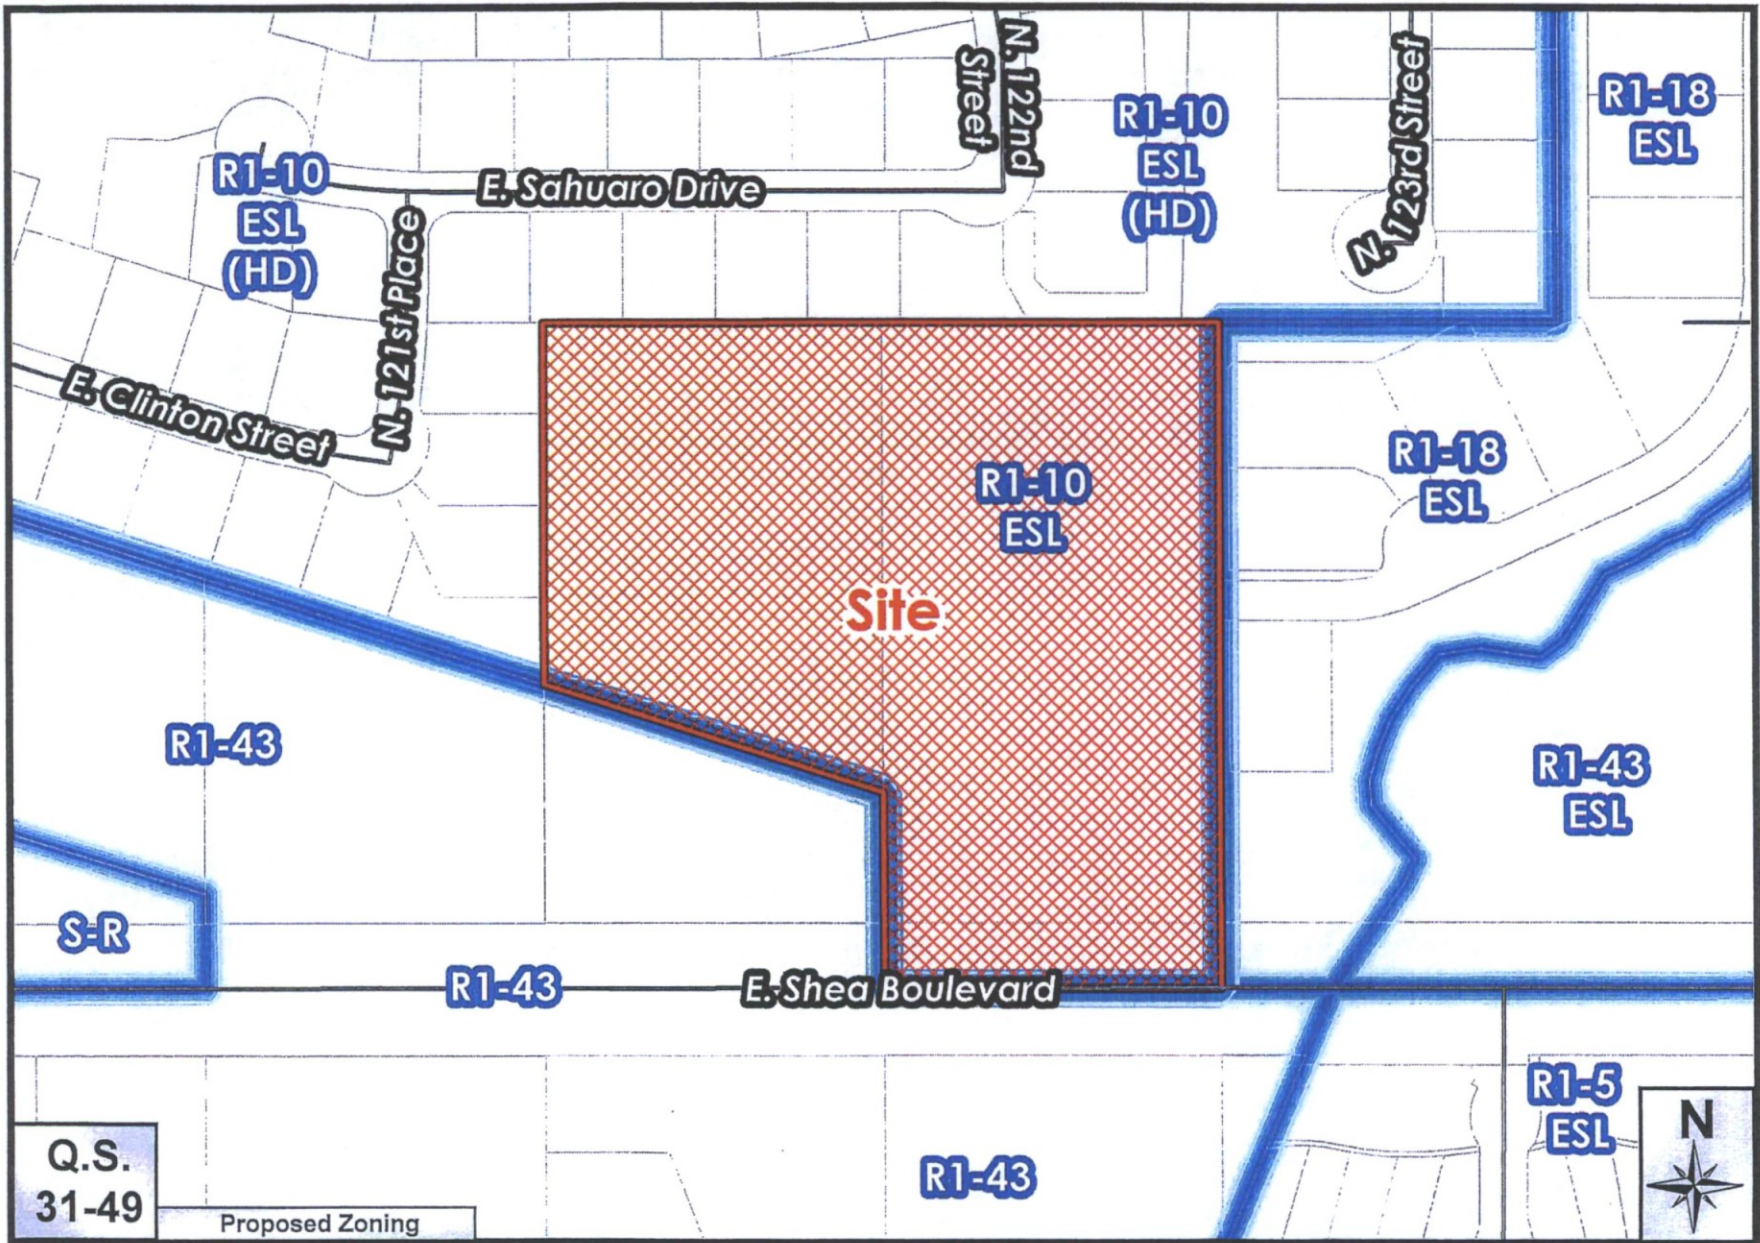 N. 122nd
Street
N. 123rd Street
R1-18
ESL
R1-10
ESL
(HD)
R1-10
ESL
(HD)
E. Sahuaro Drive
N. 121st Place
E. Clinton Street
R1-10
ESL
R1-18
ESL
Site
R1-43
R1-43
ESL
S-R
R1-43
E. Shea Boulevard
R1-5
ESL
R1-43
Q.S.
31-49
Proposed Zoning
N